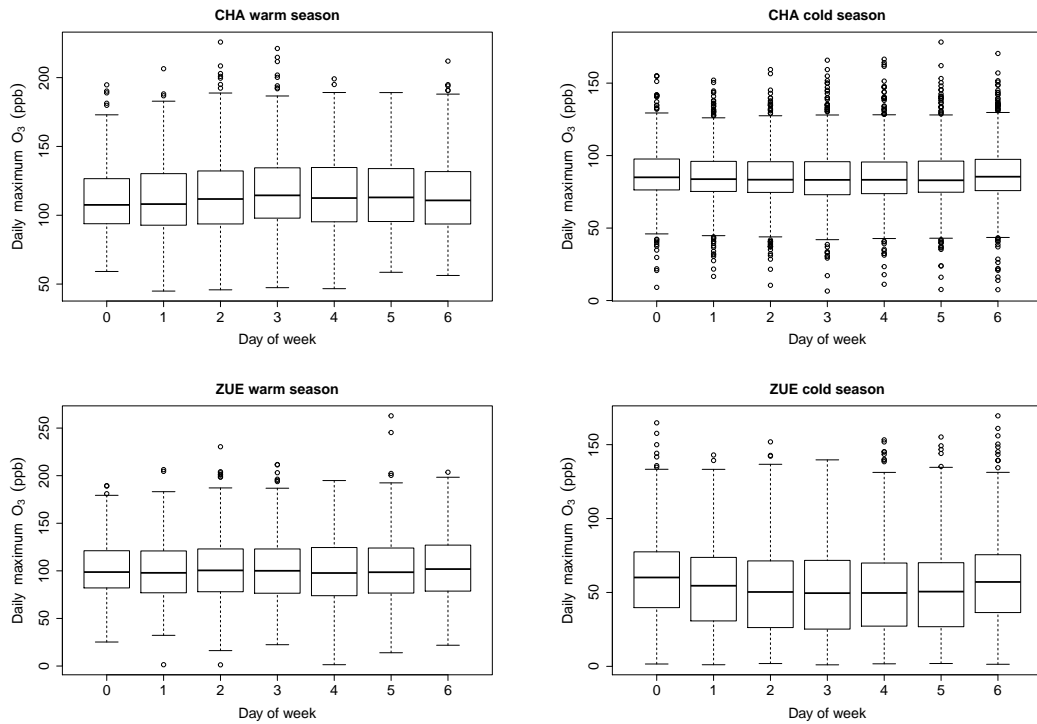 CHA warm season
Daily maximum O3 (ppb)
200
150
100
50
0 1 2 3 4 5 6
Day of week
CHA cold season
Daily maximum O3 (ppb)
150
100
50
0
0 1 2 3 4 5 6
Day of week
ZUE warm season
Daily maximum O3 (ppb)
250
200
150
100
50
0
0 1 2 3 4 5 6
Day of week
ZUE cold season
Daily maximum O3 (ppb)
150
100
50
0
0 1 2 3 4 5 6
Day of week